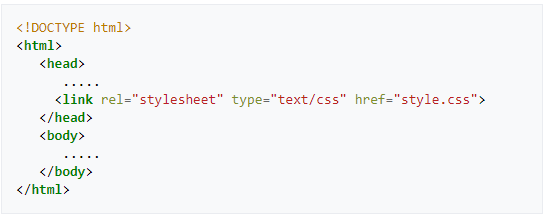 <!DOCTYPE html>
<html>
<head>
.....
<link rel="stylesheet" type="text/css" href="style.css">
</head>
<body>
.....
</body>
</html>